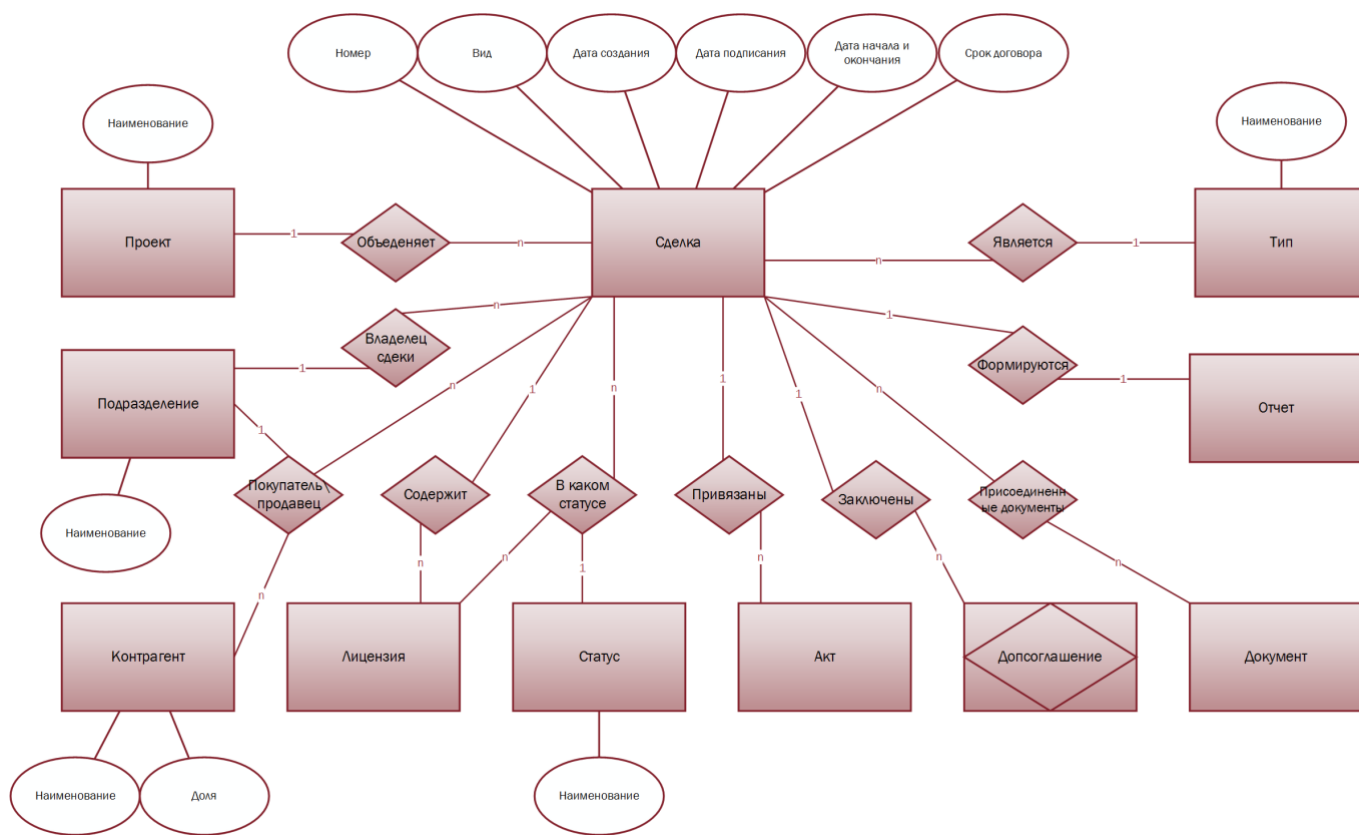 Номер
Вид
Дата создания
Дата подписания
Дата начала и
окончания
Срок договора
Наименование
Наименование
Проект
1
Объеденяет
n
Сделка
n
Является
1
Тип
Владелец
сдеки
n
1
Подразделение
1
n
1
n
1
1
n
1
Формируются
1
Отчет
Покупатель\
продавец
Содержит
В каком
статусе
Привязаны
Заключены
Присоединенн
ые документы
Наименование
n
n
n
1
n
n
n
Контрагент
Лицензия
Статус
Акт
Допсоглашение
Документ
Наименование
Доля
Наименование